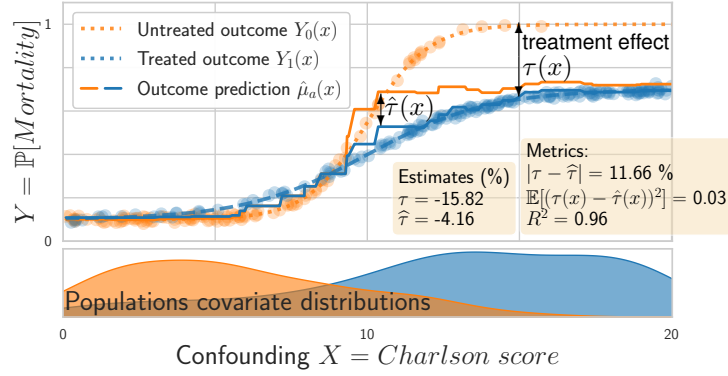 1
Untreated outcome Y₀(x)
Treated outcome Y₁(x)
Outcome prediction μ̂ₐ(x)
treatment effect
τ(x)
τ̂(x)
Y = ℙ[Mortality]
Estimates (%)
τ = -15.82
τ̂ = -4.16
Metrics:
|τ − τ̂| = 11.66 %
𝔼[(τ(x) − τ̂(x))²] = 0.03
R² = 0.96
0
Populations covariate distributions
0 10 20
Confounding X = Charlson score